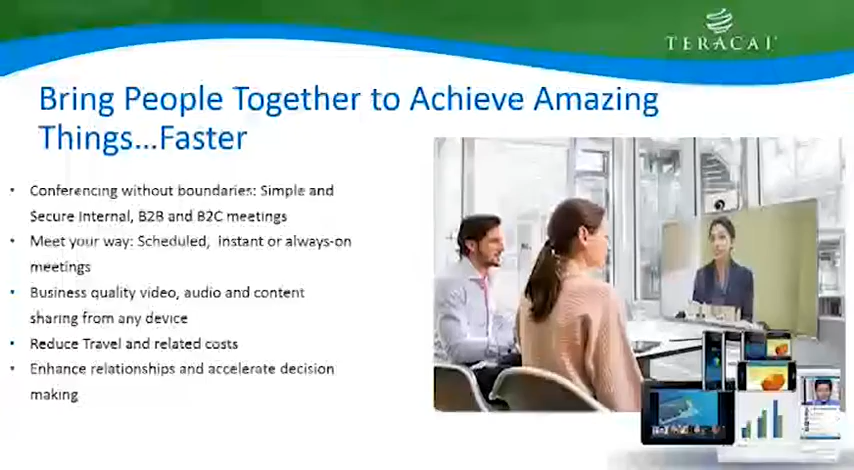 TERACAI
Bring People Together to Achieve Amazing
Things...Faster
• Conferencing without boundaries: Simple and
Secure Internal, B2B and B2C meetings
• Meet your way: Scheduled, instant or always-on
meetings
• Business quality video, audio and content
sharing from any device
• Reduce Travel and related costs
• Enhance relationships and accelerate decision
making